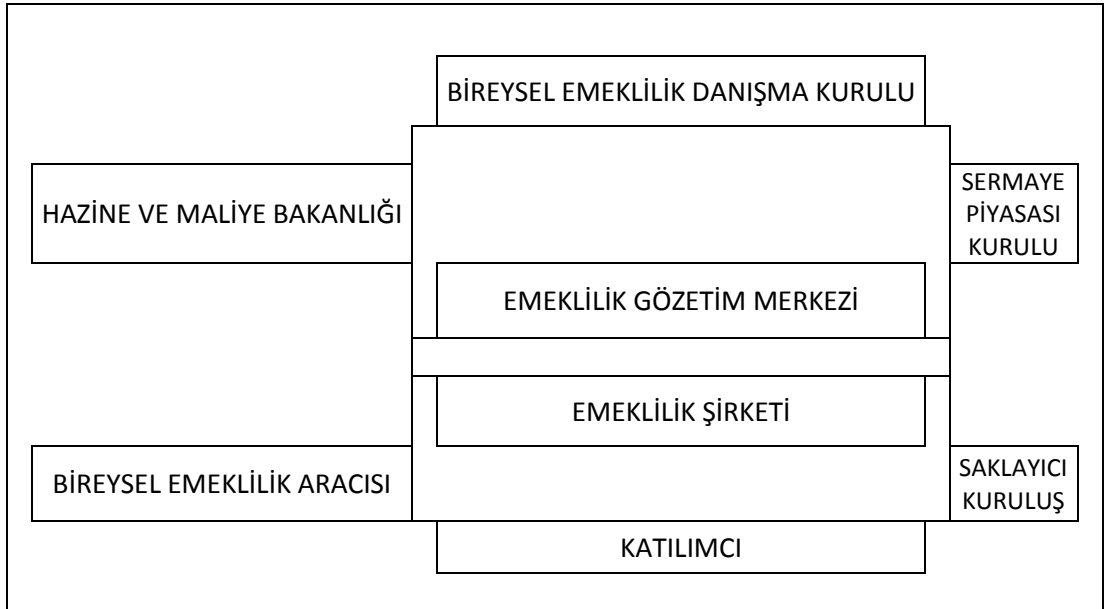 BİREYSEL EMEKLİLİK DANIŞMA KURULU
HAZİNE VE MALİYE BAKANLIĞI
SERMAYE
PİYASASI
KURULU
EMEKLİLİK GÖZETİM MERKEZİ
EMEKLİLİK ŞİRKETİ
BİREYSEL EMEKLİLİK ARACISI
SAKLAYICI
KURULUŞ
KATILIMCI